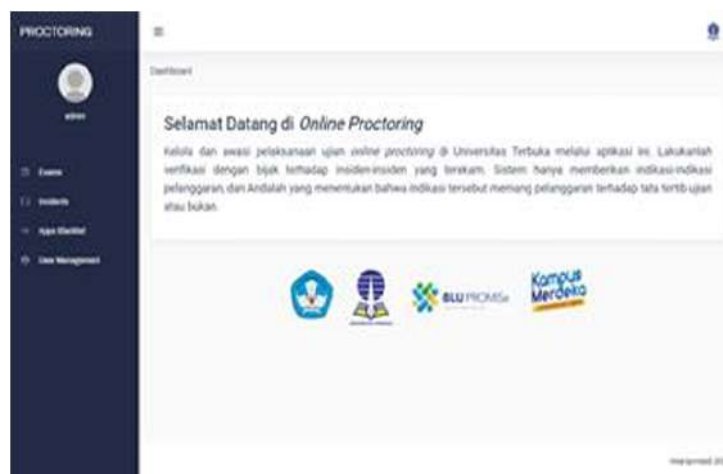 PROCTORING
Dashboard
admin
Selamat Datang di Online Proctoring
Kelola dan awasi pelaksanaan ujian online proctoring di Universitas Terbuka melalui aplikasi ini. Lakukanlah
verifikasi dengan bijak terhadap insiden-insiden yang terekam. Sistem hanya memberikan indikasi-indikasi
pelanggaran, dan Andalah yang menentukan bahwa indikasi tersebut memang pelanggaran terhadap tata tertib ujian
atau bukan.
Exams
Incidents
Apps Blacklist
User Management
BLU PROMISe
Kampus
Merdeka